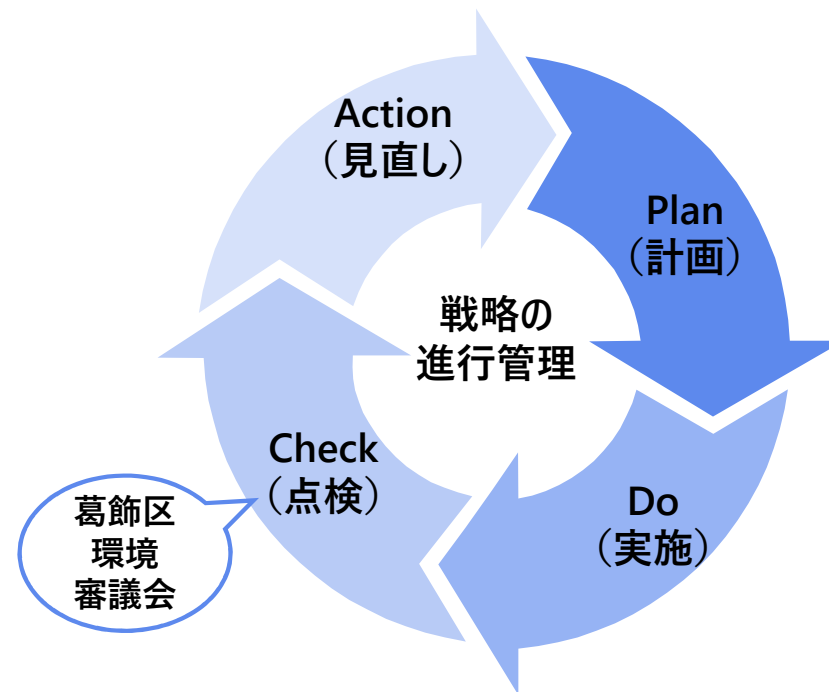 Action
（見直し）
Plan
（計画）
戦略の
進行管理
Check
（点検）
Do
（実施）
葛飾区
環境
審議会